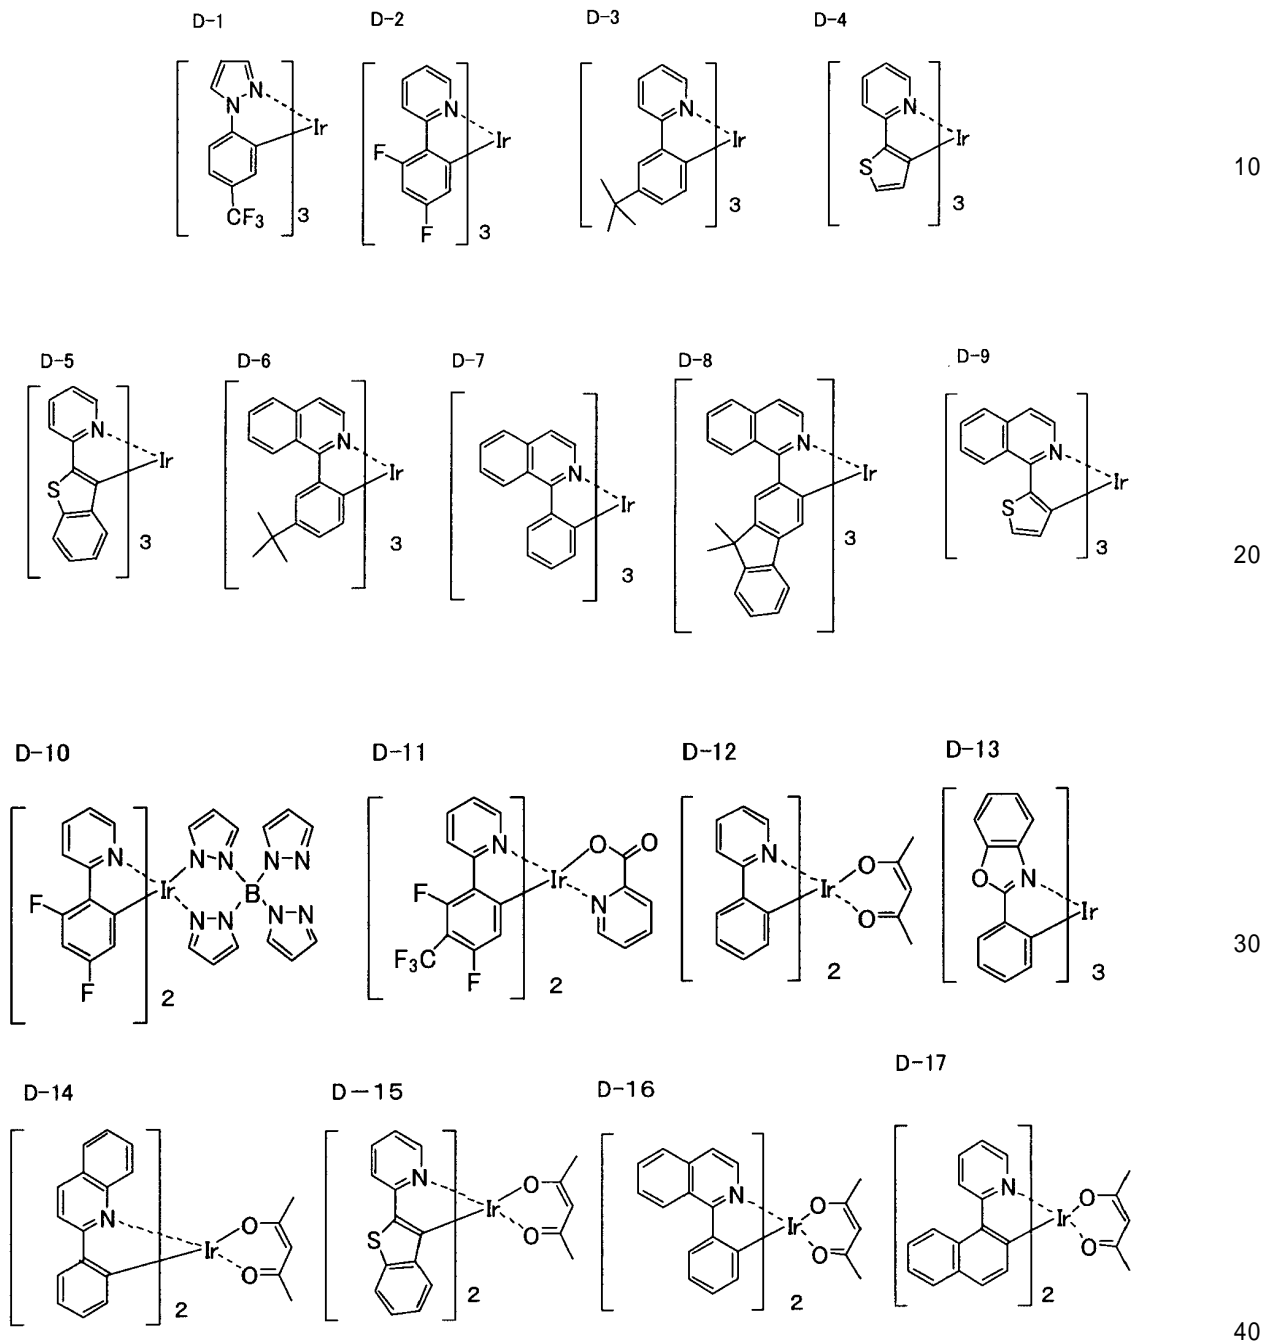 D-1 D-2 D-3 D-4
N N Ir CF3 3
N Ir F F 3
N Ir 3
N Ir S 3
10
D-5 D-6 D-7 D-8 D-9
N Ir S 3
N Ir 3
N Ir 3
N Ir 3
N Ir S 3
20
D-10 D-11 D-12 D-13
N Ir F F 2 N N N N B N N N N
N Ir F F3C F 2 O O N
N Ir 2 O O
O N Ir 3
30
D-14 D-15 D-16 D-17
N Ir 2 O O
N Ir S 2 O O
N Ir 2 O O
N Ir 2 O O
40